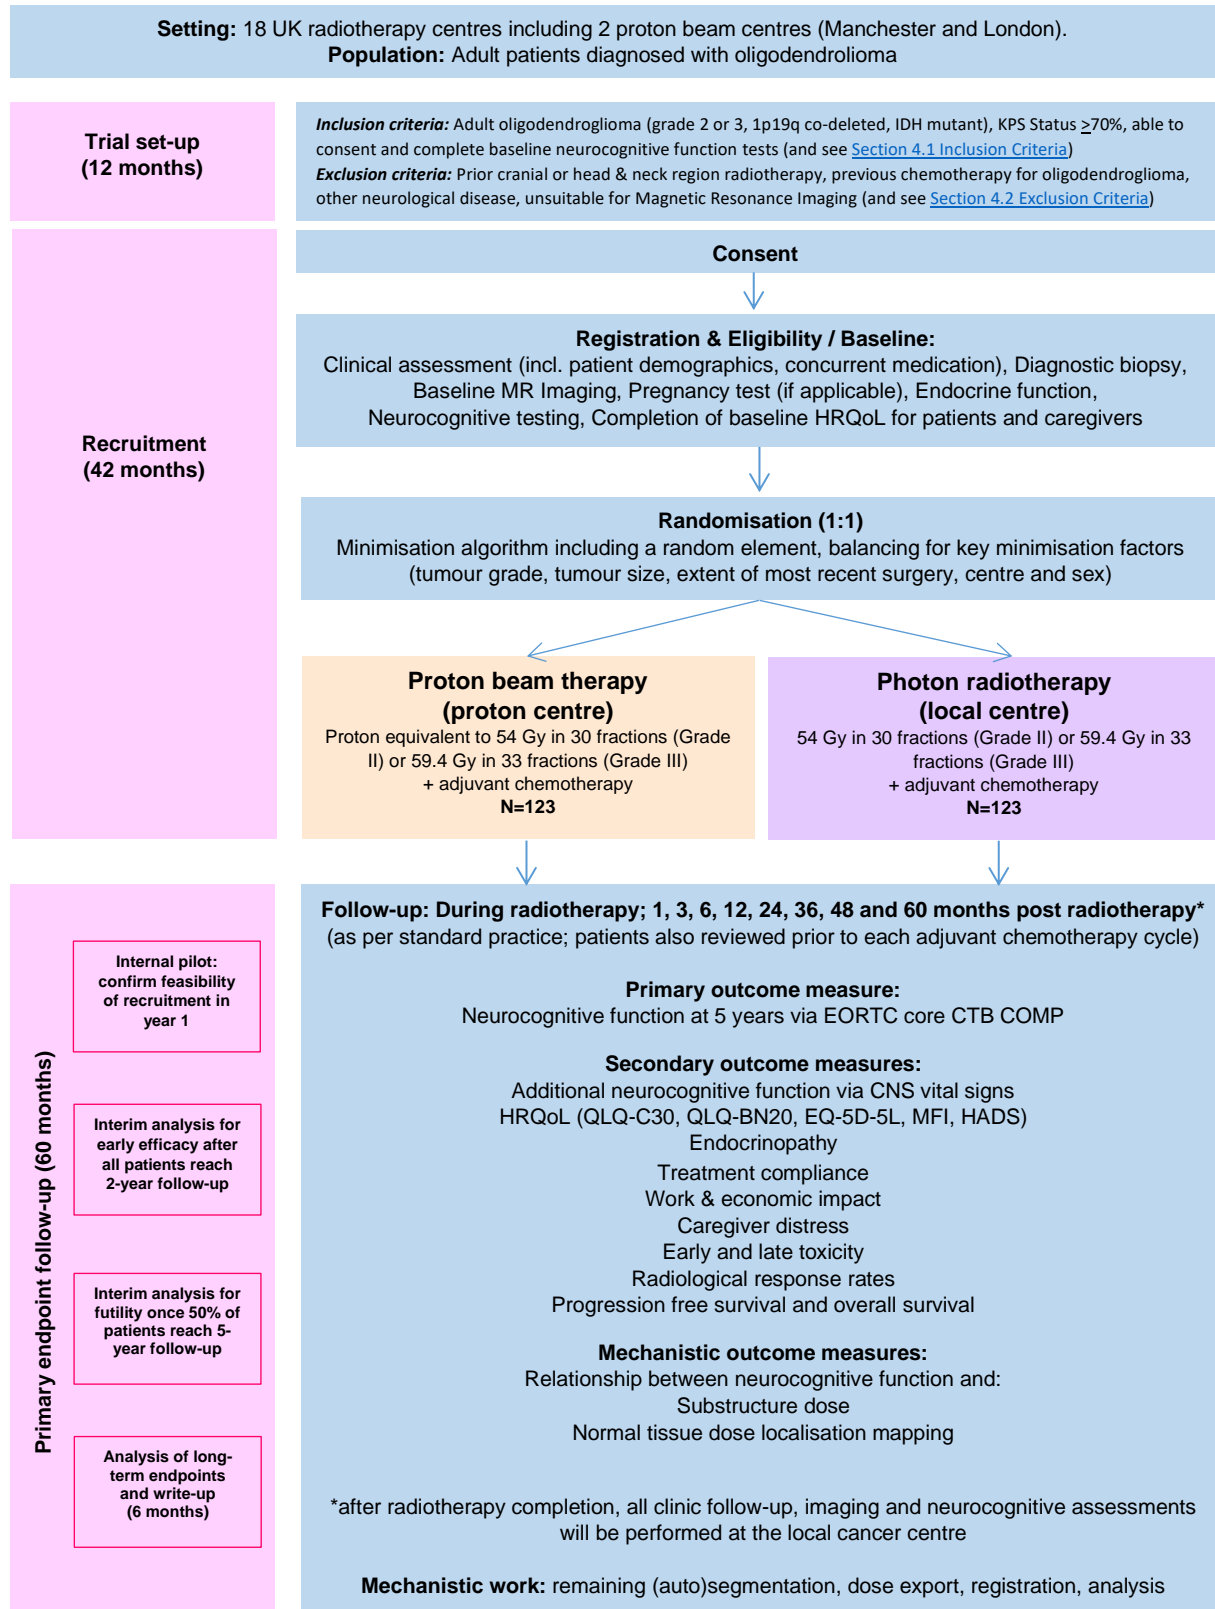 Setting: 18 UK radiotherapy centres including 2 proton beam centres (Manchester and London).
Population: Adult patients diagnosed with oligodendrolioma
Trial set-up
(12 months)
Inclusion criteria: Adult oligodendroglioma (grade 2 or 3, 1p19q co-deleted, IDH mutant), KPS Status >70%, able to
consent and complete baseline neurocognitive function tests (and see Section 4.1 Inclusion Criteria)
Exclusion criteria: Prior cranial or head & neck region radiotherapy, previous chemotherapy for oligodendroglioma,
other neurological disease, unsuitable for Magnetic Resonance Imaging (and see Section 4.2 Exclusion Criteria)
Recruitment
(42 months)
Consent
Registration & Eligibility / Baseline:
Clinical assessment (incl. patient demographics, concurrent medication), Diagnostic biopsy,
Baseline MR Imaging, Pregnancy test (if applicable), Endocrine function,
Neurocognitive testing, Completion of baseline HRQoL for patients and caregivers
Randomisation (1:1)
Minimisation algorithm including a random element, balancing for key minimisation factors
(tumour grade, tumour size, extent of most recent surgery, centre and sex)
Proton beam therapy
(proton centre)
Proton equivalent to 54 Gy in 30 fractions (Grade
II) or 59.4 Gy in 33 fractions (Grade III)
+ adjuvant chemotherapy
N=123
Photon radiotherapy
(local centre)
54 Gy in 30 fractions (Grade II) or 59.4 Gy in 33
fractions (Grade III)
+ adjuvant chemotherapy
N=123
Primary endpoint follow-up (60 months)
Internal pilot:
confirm feasibility
of recruitment in
year 1
Interim analysis for
early efficacy after
all patients reach
2-year follow-up
Interim analysis for
futility once 50% of
patients reach 5-
year follow-up
Analysis of long-
term endpoints
and write-up
(6 months)
Follow-up: During radiotherapy; 1, 3, 6, 12, 24, 36, 48 and 60 months post radiotherapy*
(as per standard practice; patients also reviewed prior to each adjuvant chemotherapy cycle)
Primary outcome measure:
Neurocognitive function at 5 years via EORTC core CTB COMP
Secondary outcome measures:
Additional neurocognitive function via CNS vital signs
HRQoL (QLQ-C30, QLQ-BN20, EQ-5D-5L, MFI, HADS)
Endocrinopathy
Treatment compliance
Work & economic impact
Caregiver distress
Early and late toxicity
Radiological response rates
Progression free survival and overall survival
Mechanistic outcome measures:
Relationship between neurocognitive function and:
Substructure dose
Normal tissue dose localisation mapping
*after radiotherapy completion, all clinic follow-up, imaging and neurocognitive assessments
will be performed at the local cancer centre
Mechanistic work: remaining (auto)segmentation, dose export, registration, analysis